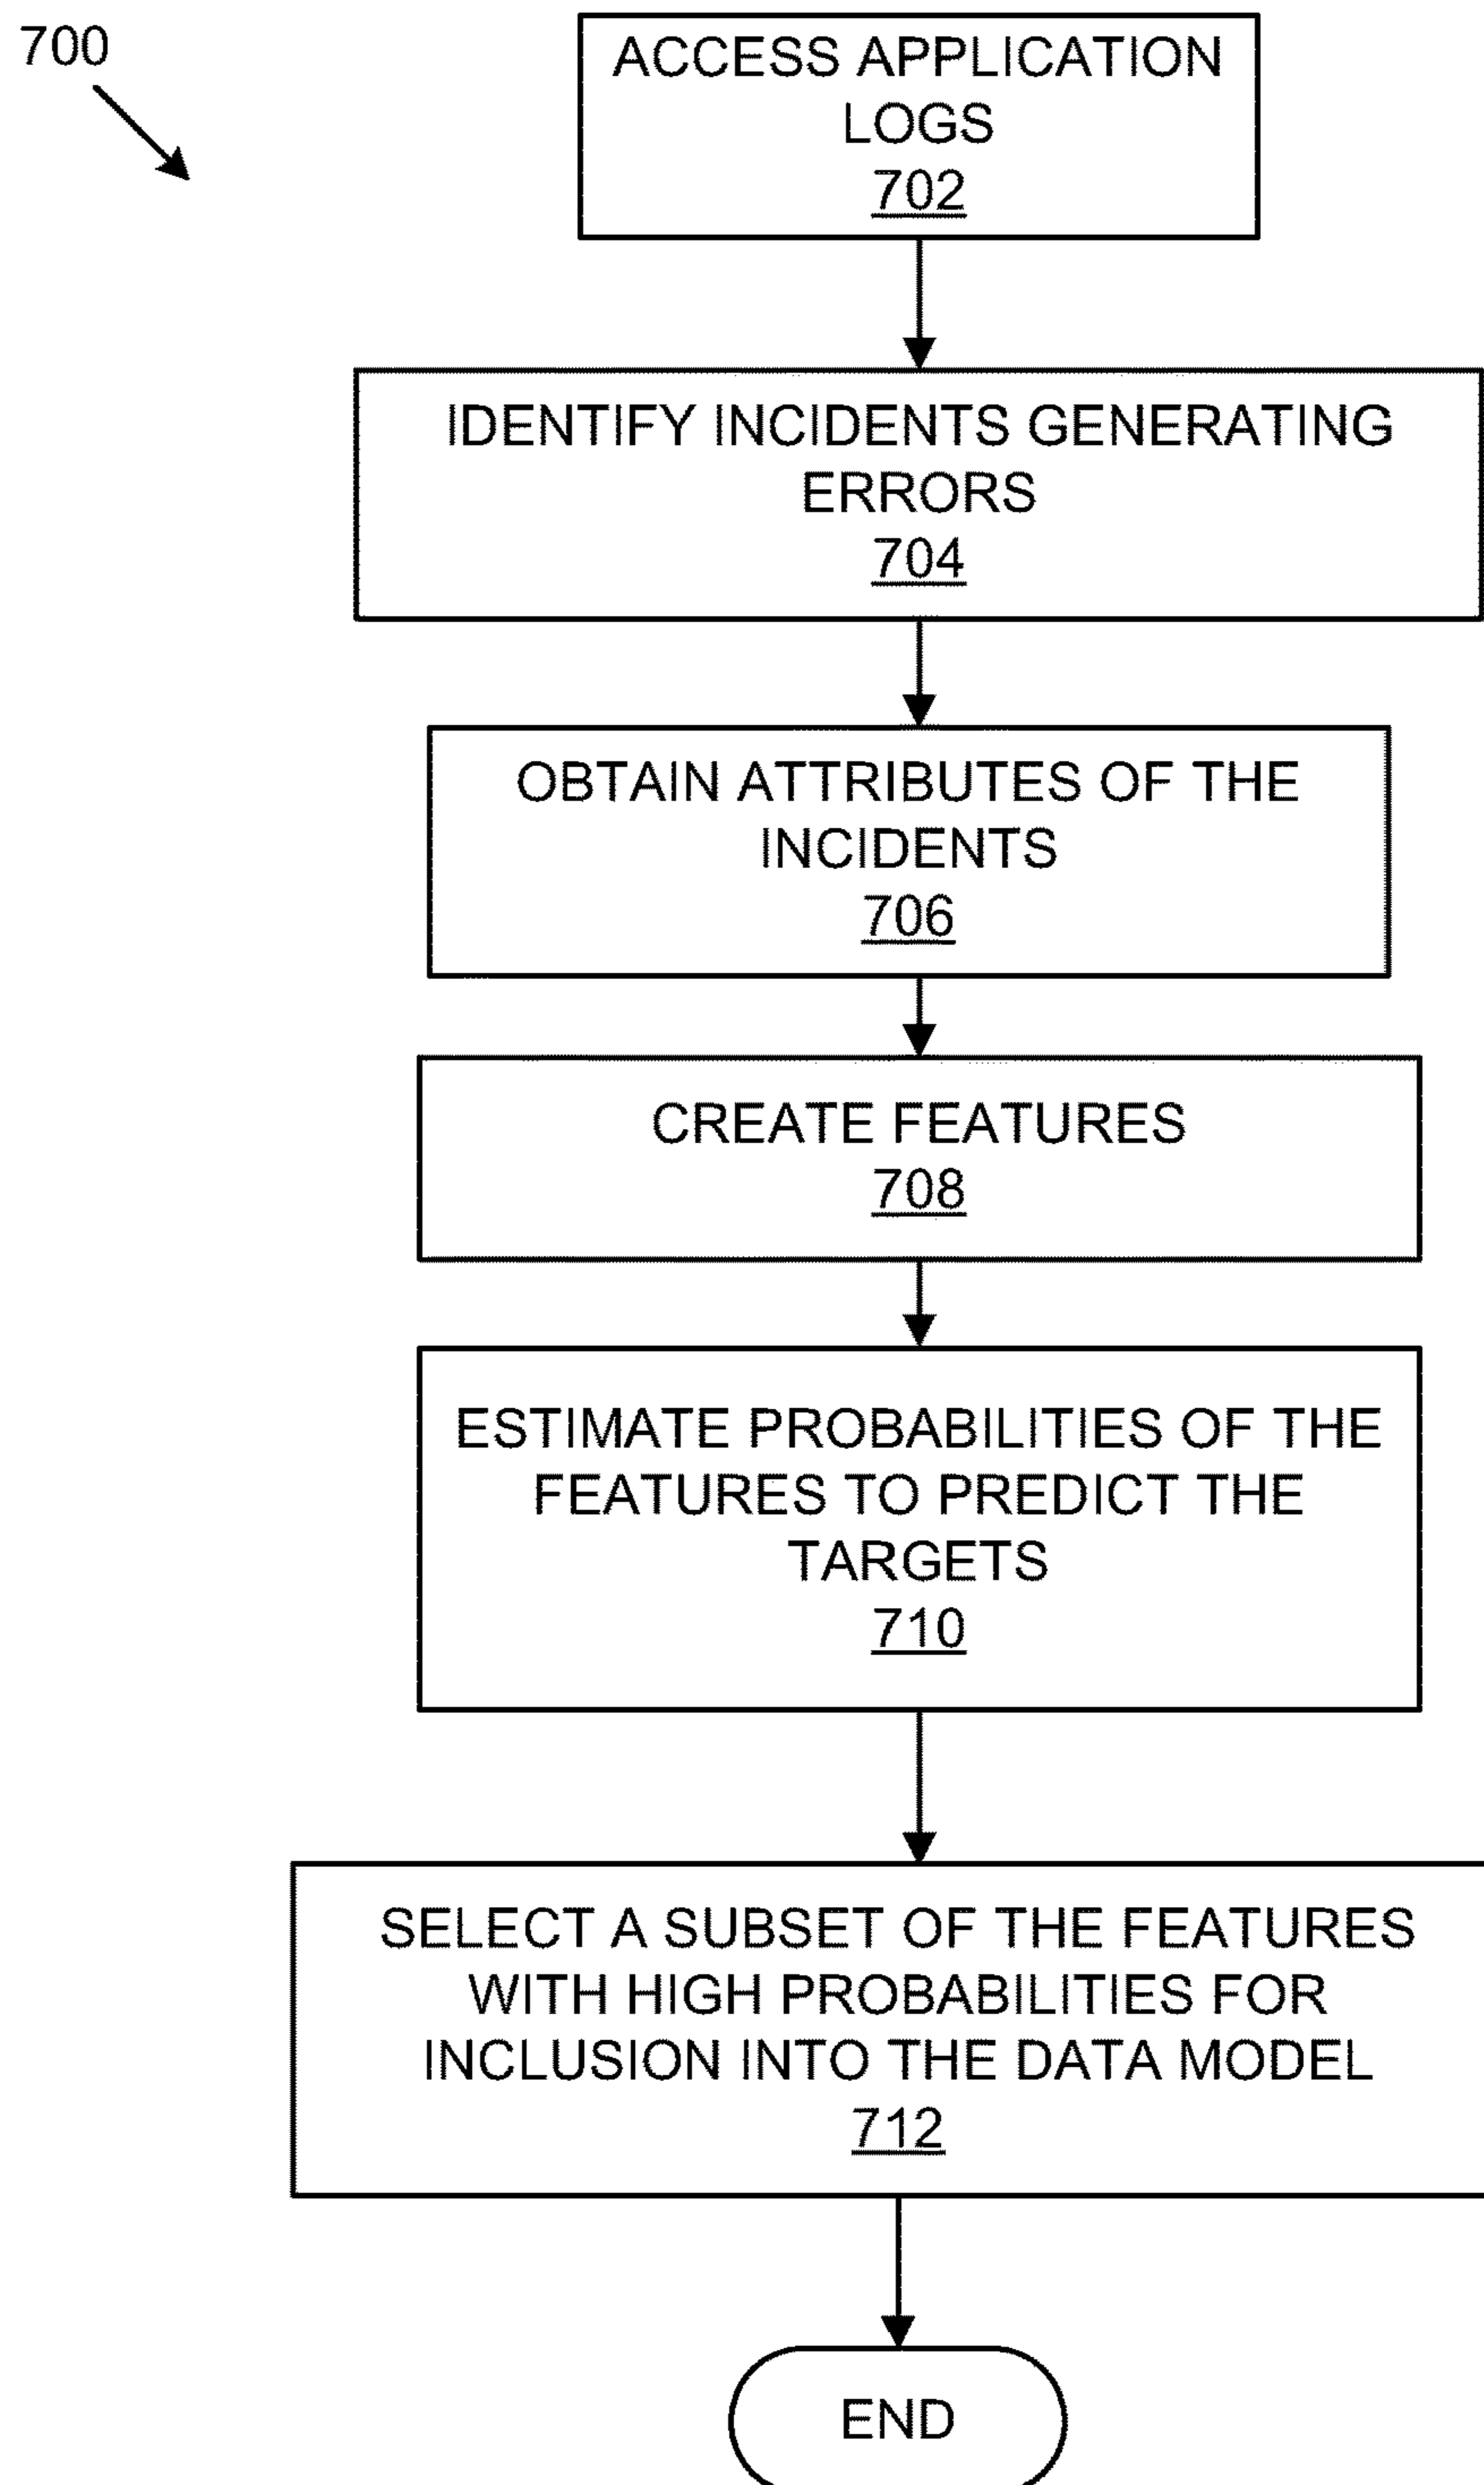 700
ACCESS APPLICATION
LOGS
702
IDENTIFY INCIDENTS GENERATING
ERRORS
704
OBTAIN ATTRIBUTES OF THE
INCIDENTS
706
CREATE FEATURES
708
ESTIMATE PROBABILITIES OF THE
FEATURES TO PREDICT THE
TARGETS
710
SELECT A SUBSET OF THE FEATURES
WITH HIGH PROBABILITIES FOR
INCLUSION INTO THE DATA MODEL
712
END